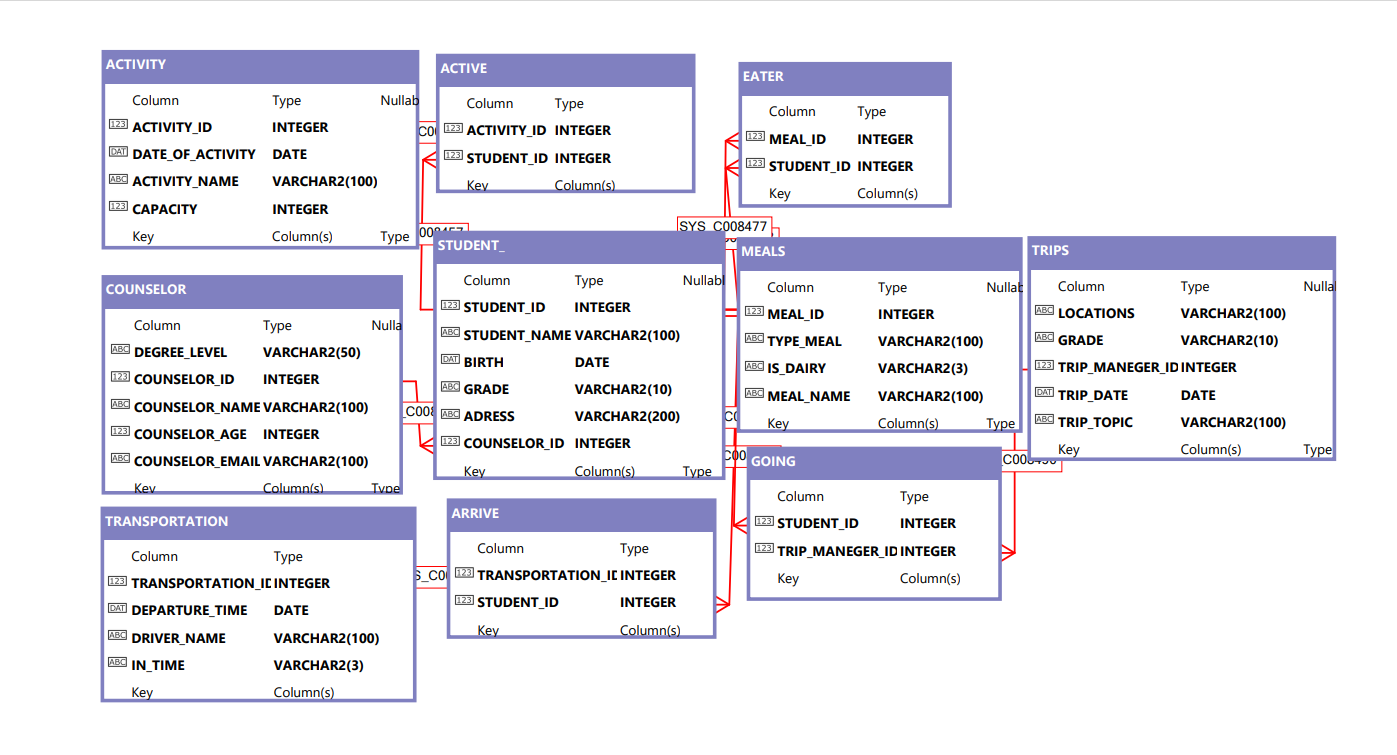 ACTIVITY
Column Type Nullab
123 ACTIVITY_ID INTEGER
DAT DATE_OF_ACTIVITY DATE
ABC ACTIVITY_NAME VARCHAR2(100)
123 CAPACITY INTEGER
Key Column(s) Type
ACTIVE
Column Type
123 ACTIVITY_ID INTEGER
123 STUDENT_ID INTEGER
Key Column(s)
EATER
Column Type
123 MEAL_ID INTEGER
123 STUDENT_ID INTEGER
Key Column(s)
SYS_C008477
COUNSELOR
Column Type Nulla
ABC DEGREE_LEVEL VARCHAR2(50)
123 COUNSELOR_ID INTEGER
ABC COUNSELOR_NAME VARCHAR2(100)
123 COUNSELOR_AGE INTEGER
ABC COUNSELOR_EMAIL VARCHAR2(100)
Key Column(s) Type
_C008
STUDENT_
Column Type Nullabl
123 STUDENT_ID INTEGER
ABC STUDENT_NAME VARCHAR2(100)
DAT BIRTH DATE
ABC GRADE VARCHAR2(10)
ABC ADRESS VARCHAR2(200)
123 COUNSELOR_ID INTEGER
Key Column(s) Type
MEALS
Column Type Nullab
123 MEAL_ID INTEGER
ABC TYPE_MEAL VARCHAR2(100)
ABC IS_DAIRY VARCHAR2(3)
ABC MEAL_NAME VARCHAR2(100)
Key Column(s) Type
TRIPS
Column Type Nulla
ABC LOCATIONS VARCHAR2(100)
ABC GRADE VARCHAR2(10)
123 TRIP_MANEGER_ID INTEGER
DAT TRIP_DATE DATE
ABC TRIP_TOPIC VARCHAR2(100)
Key Column(s) Type
TRANSPORTATION
Column Type
123 TRANSPORTATION_ID INTEGER
DAT DEPARTURE_TIME DATE
ABC DRIVER_NAME VARCHAR2(100)
ABC IN_TIME VARCHAR2(3)
Key Column(s)
S_C0
ARRIVE
Column Type
123 TRANSPORTATION_ID INTEGER
123 STUDENT_ID INTEGER
Key Column(s)
GOING
Column Type
123 STUDENT_ID INTEGER
123 TRIP_MANEGER_ID INTEGER
Key Column(s)